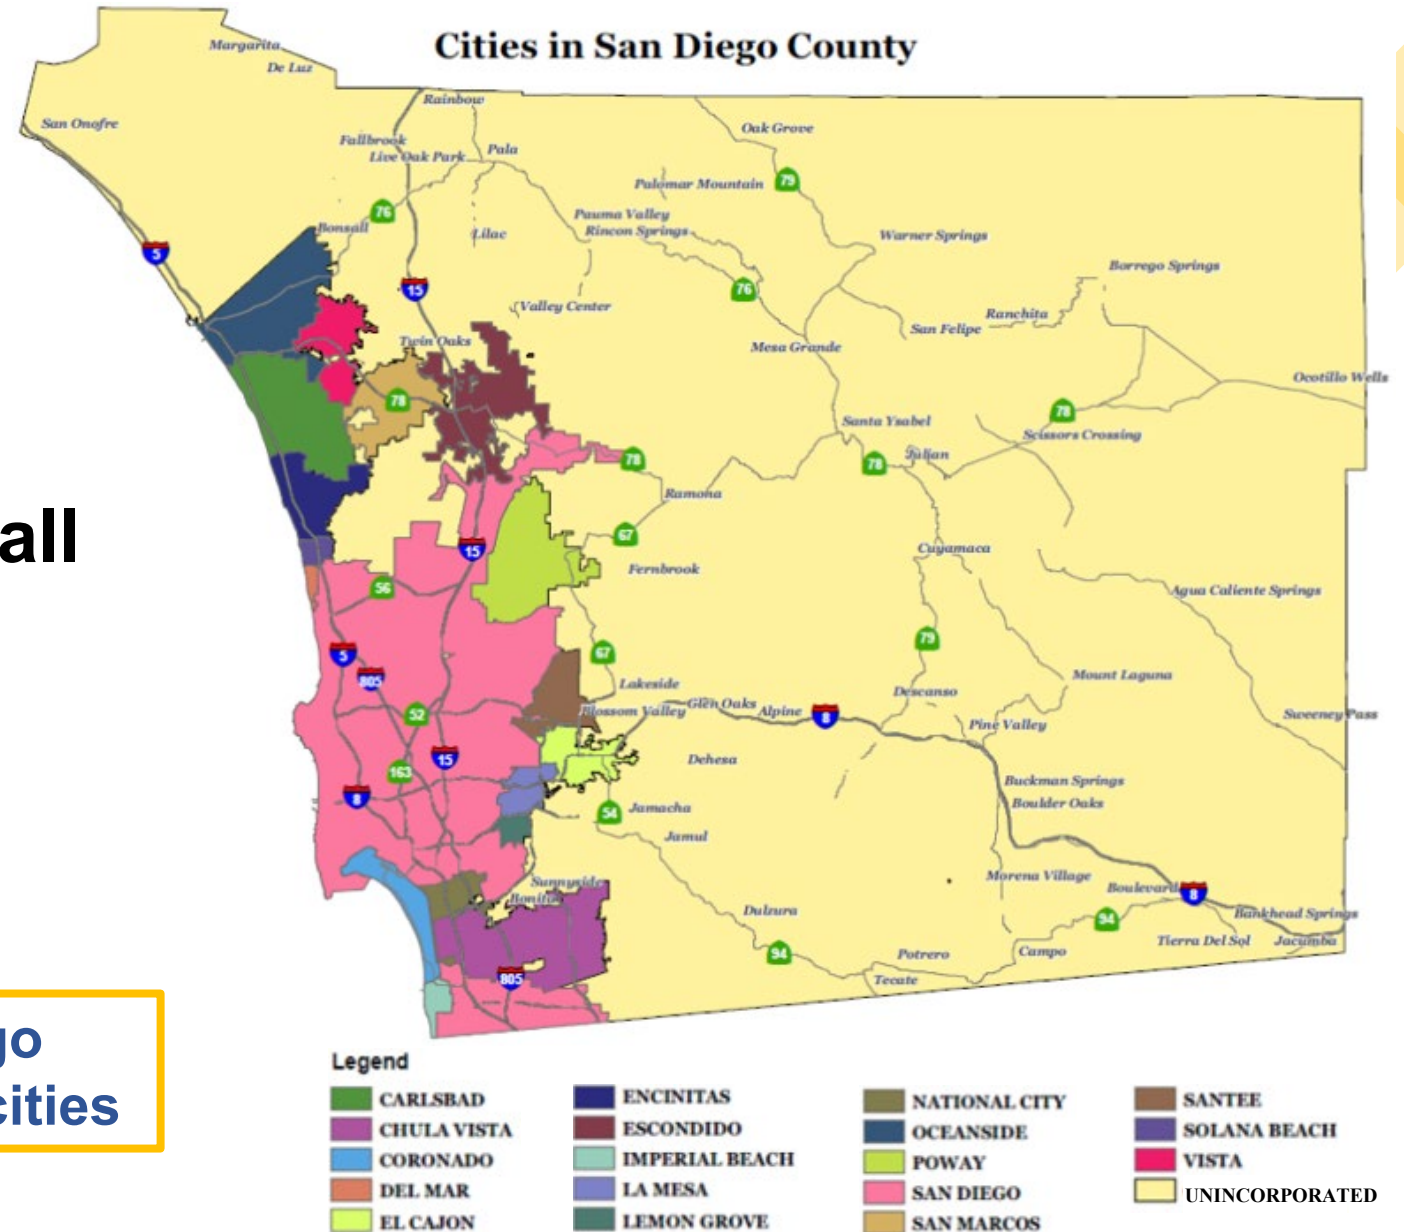 Cities in San Diego County
Margarita
De Luz
San Onofre
Rainbow
Fallbrook
Live Oak Park
Pala
Oak Grove
79
Palomar Mountain
76
Bonsall
Lilac
Pauma Valley
Rincon Springs
Warner Springs
5
15
76
Borrego Springs
Valley Center
Ranchita
San Felipe
Twin Oaks
Mesa Grande
Ocotillo Wells
78
78
Santa Ysabel
Scissors Crossing
78
78
Julian
Ramona
all
67
15
Cuyamaca
Fernbrook
56
Agua Caliente Springs
79
5
67
805
Lakeside
Mount Laguna
Descanso
Blossom Valley
Glen Oaks
Alpine
8
52
Sweeney Pass
Pine Valley
15
Dehesa
163
Buckman Springs
8
Boulder Oaks
54
Jamacha
Jamul
Sunnyside
Morena Village
Boulevard
8
Bonita
Dulzura
94
Bankhead Springs
Tierra Del Sol
Jacumba
94
Potrero
Campo
805
Tecate
go
cities
Legend
CARLSBAD
CHULA VISTA
CORONADO
DEL MAR
EL CAJON
ENCINITAS
ESCONDIDO
IMPERIAL BEACH
LA MESA
LEMON GROVE
NATIONAL CITY
OCEANSIDE
POWAY
SAN DIEGO
SAN MARCOS
SANTEE
SOLANA BEACH
VISTA
UNINCORPORATED